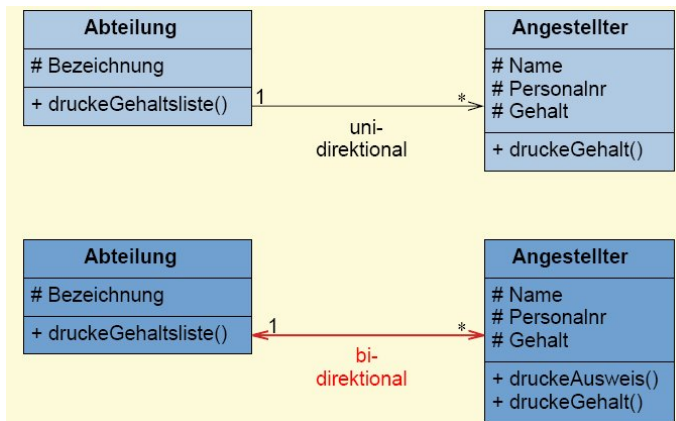 Abteilung
# Bezeichnung
+ druckeGehaltsliste()
1
*
uni-
direktional
Angestellter
# Name
# Personalnr
# Gehalt
+ druckeGehalt()
Abteilung
# Bezeichnung
+ druckeGehaltsliste()
1
*
bi-
direktional
Angestellter
# Name
# Personalnr
# Gehalt
+ druckeAusweis()
+ druckeGehalt()